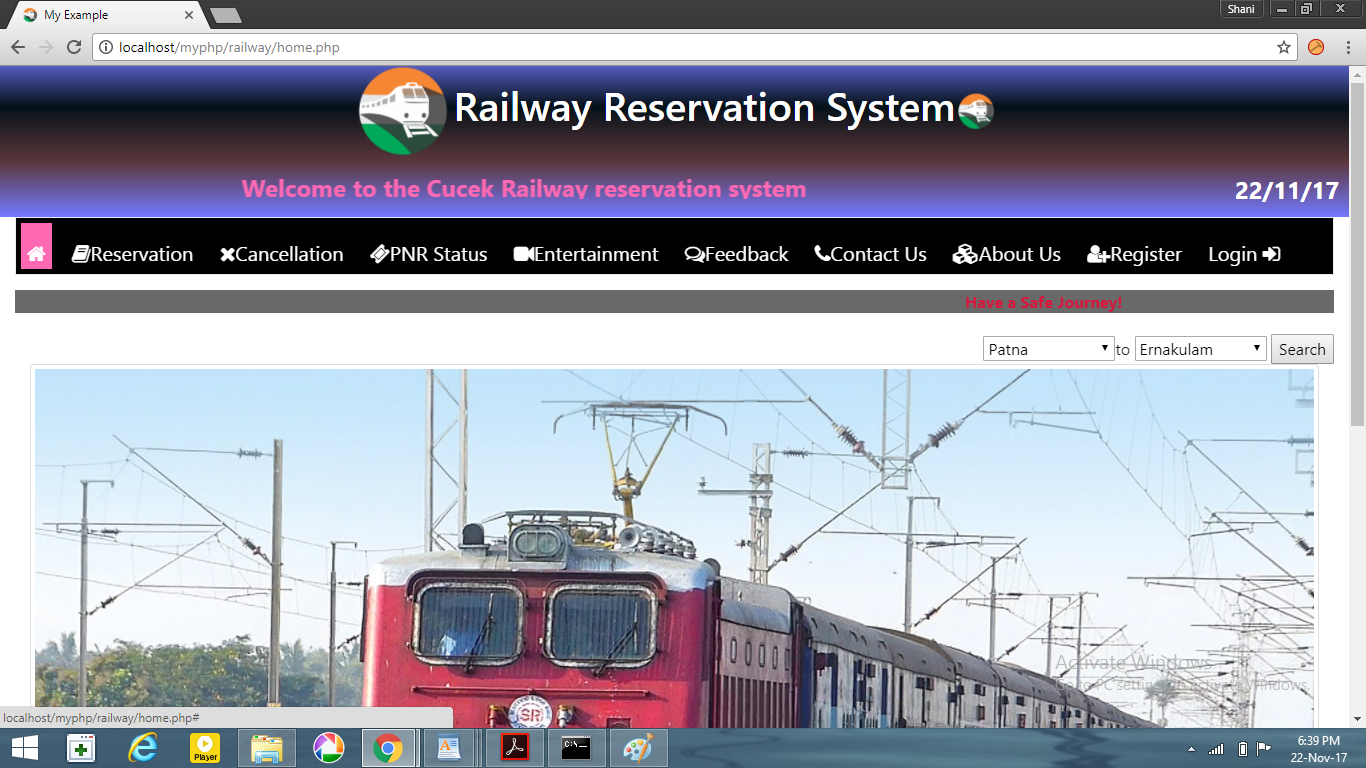 My Example
Shani
localhost/myphp/railway/home.php
Railway Reservation System
Welcome to the Cucek Railway reservation system
22/11/17
Reservation Cancellation PNR Status Entertainment Feedback Contact Us About Us Register Login
Have a Safe Journey!
Patna to Ernakulam Search
SR
Activate Windows
Go to PC settings to activate Windows.
localhost/myphp/railway/home.php#
Player
C:\_
6:39 PM
22-Nov-17